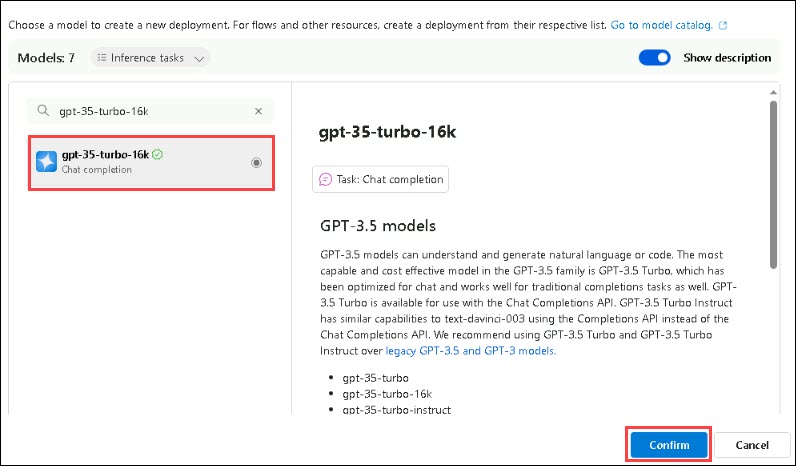 Choose a model to create a new deployment. For flows and other resources, create a deployment from their respective list. Go to model catalog.
Models: 7
Inference tasks
Show description
gpt-35-turbo-16k
gpt-35-turbo-16k
Chat completion
gpt-35-turbo-16k
Task: Chat completion
GPT-3.5 models
GPT-3.5 models can understand and generate natural language or code. The most
capable and cost effective model in the GPT-3.5 family is GPT-3.5 Turbo, which has
been optimized for chat and works well for traditional completions tasks as well. GPT-
3.5 Turbo is available for use with the Chat Completions API. GPT-3.5 Turbo Instruct
has similar capabilities to text-davinci-003 using the Completions API instead of the
Chat Completions API. We recommend using GPT-3.5 Turbo and GPT-3.5 Turbo
Instruct over legacy GPT-3.5 and GPT-3 models.
• gpt-35-turbo
• gpt-35-turbo-16k
• gpt-35-turbo-instruct
Confirm
Cancel